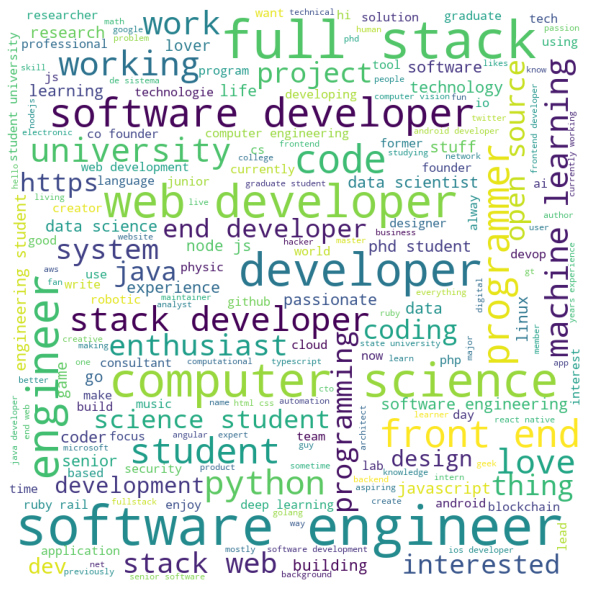 researcher
math
google
problem
work
full stack
technical
human
phd
hi
solution
graduate
passion
want
tech
research
professional
lover
using
skill
js
working
program
project
tool
people
developing
software
technology
computer vision
fun
likes
know
nodejs
de sistema
learning
technologie
life
io
android developer
twitter
electronic
co founder
computer engineering
software developer
machine learning
currently working
frontend developer
student university
hello
frontend
former
studying
network
university
web development
cs
college
currently
code
stuff
founder
open source
programmer
ai
https
language
junior
graduate student
data scientist
alway
author
living
creator
live
web developer
designer
user
data science
website
hacker
business
end developer
master
world
phd student
devop
gt
good
system
node js
physic
java
experience
developer
linux
years experience
engineering student
aws
use
fan
write
maintainer
robotic
github
passionate
everything
digital
analyst
ruby
stack developer
data
coding
member
app
creative
making
enthusiast
cloud
state university
major
interest
one
computational
typescript
now
learn
php
game
consultant
go
better
make
computer science
engineer
java developer
end web
build
music
name
html css
automation
cto
programming
architect
software engineering
learner
react native
coder
focus
science student
angular
expert
team
guy
day
front end
geek
senior
microsoft
student
security
product
sometime
lab
knowledge
design
love
based
time
development
python
backend
intern
javascript
android
thing
aspiring
blockchain
ruby rail
enjoy
deep learning
fullstack
golang
way
create
software engineer
lead
application
mostly
software development
ios developer
dev
previously
net
stack web
senior software
building
background
interested